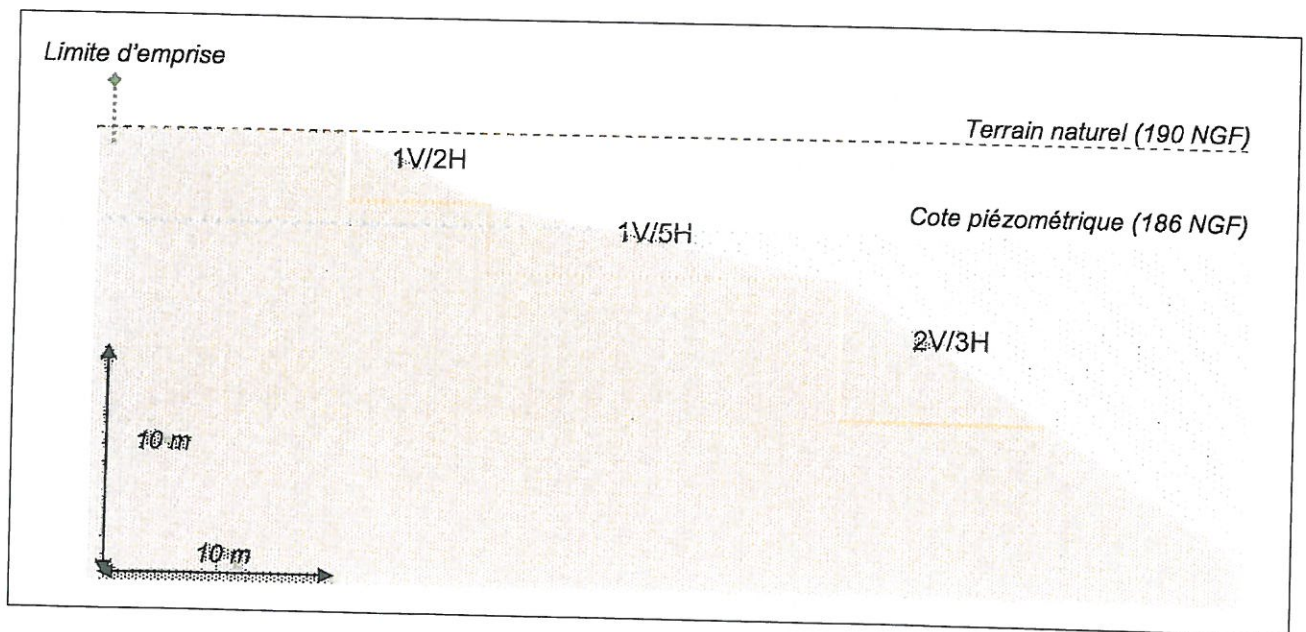 Limite d'emprise
Terrain naturel (190 NGF)
1V/2H
Cote piézométrique (186 NGF)
1V/5H
2V/3H
10 m
10 m